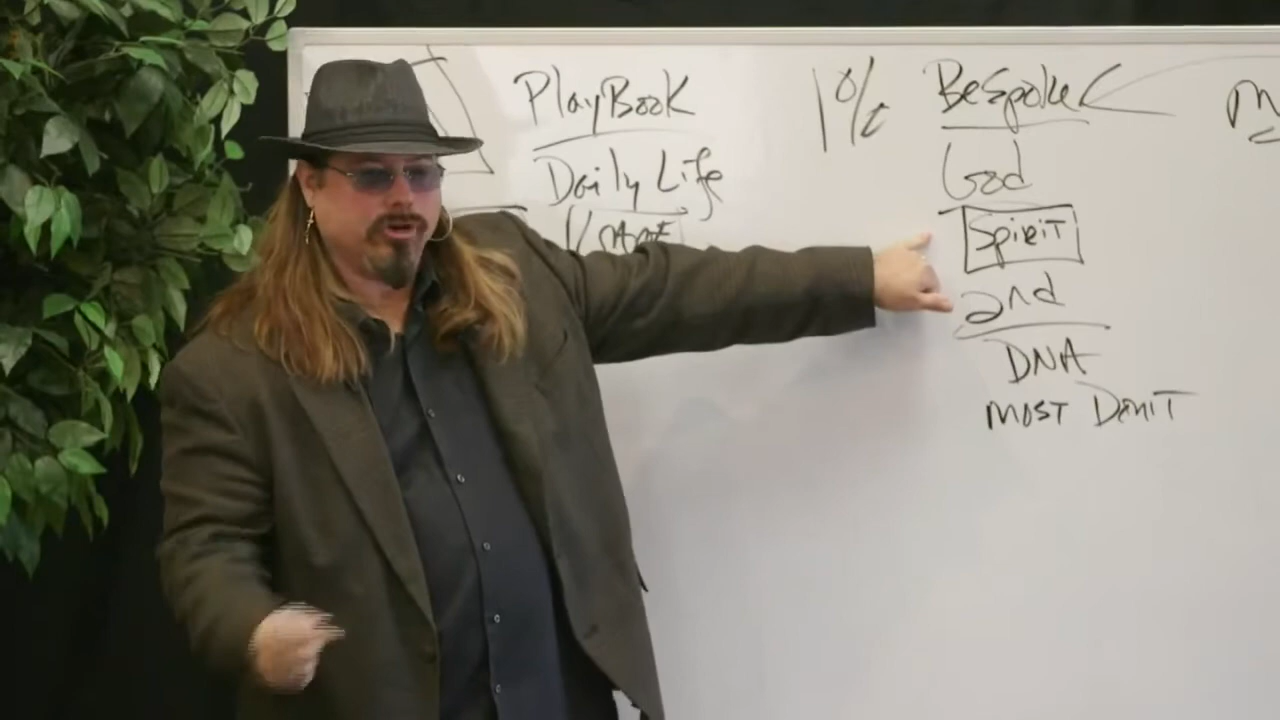 PlayBook
Daily Life
1%
Bespoke
God
Spirit
2nd
DNA
MOST DON'T